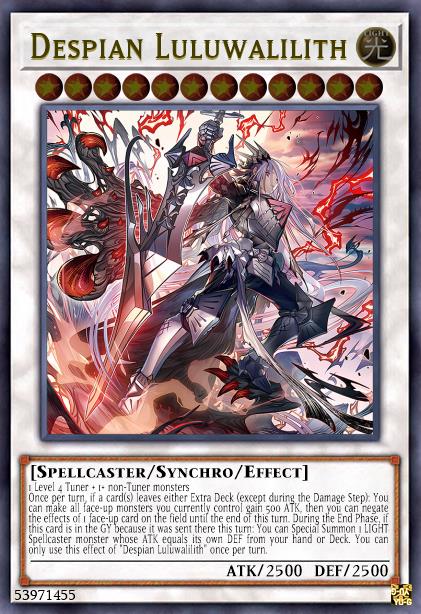 Despian Luluwalilith
LIGHT
光
[Spellcaster/Synchro/Effect]
1 Level 4 Tuner + 1+ non-Tuner monsters
Once per turn, if a card(s) leaves either Extra Deck (except during the Damage Step): You
can make all face-up monsters you currently control gain 500 ATK, then you can negate
the effects of 1 face-up card on the field until the end of this turn. During the End Phase, if
this card is in the GY because it was sent there this turn: You can Special Summon 1 LIGHT
Spellcaster monster whose ATK equals its own DEF from your hand or Deck. You can
only use this effect of "Despian Luluwalilith" once per turn.
ATK/2500 DEF/2500
53971455